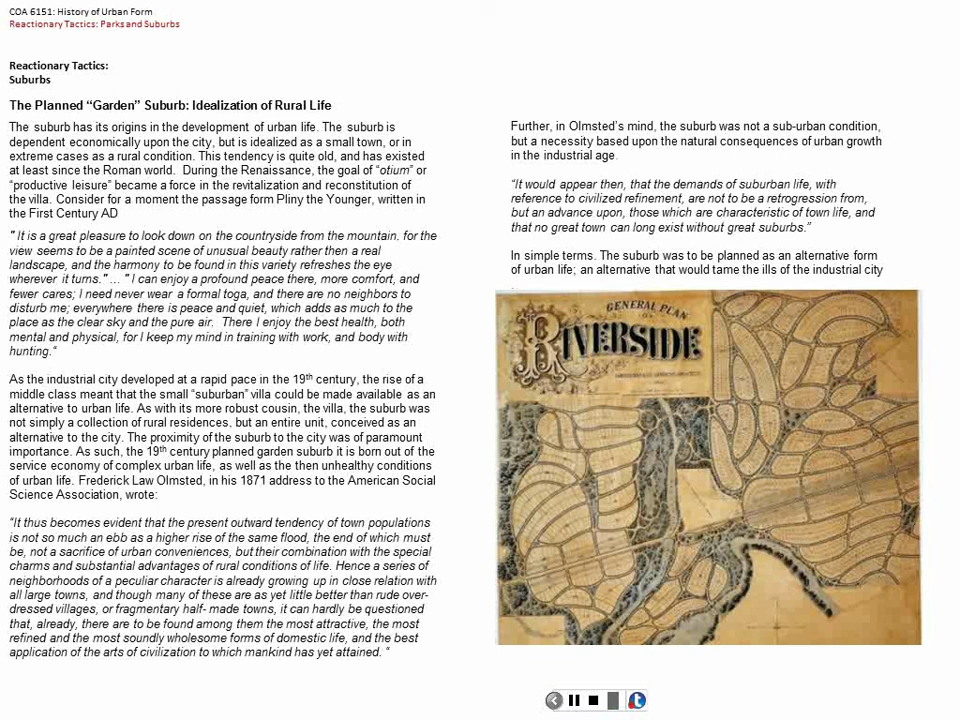 COA 6151: History of Urban Form
Reactionary Tactics: Parks and Suburbs
Reactionary Tactics:
Suburbs
The Planned “Garden” Suburb: Idealization of Rural Life
The suburb has its origins in the development of urban life. The suburb is
dependent economically upon the city, but is idealized as a small town, or in
extreme cases as a rural condition. This tendency is quite old, and has existed
at least since the Roman world. During the Renaissance, the goal of “otium” or
“productive leisure” became a force in the revitalization and reconstitution of
the villa. Consider for a moment the passage form Pliny the Younger, written in
the First Century AD
" It is a great pleasure to look down on the countryside from the mountain. for the
view seems to be a painted scene of unusual beauty rather then a real
landscape, and the harmony to be found in this variety refreshes the eye
wherever it turns." ... " I can enjoy a profound peace there, more comfort, and
fewer cares; I need never wear a formal toga, and there are no neighbors to
disturb me; everywhere there is peace and quiet, which adds as much to the
place as the clear sky and the pure air. There I enjoy the best health, both
mental and physical, for I keep my mind in training with work, and body with
hunting.“
As the industrial city developed at a rapid pace in the 19th century, the rise of a
middle class meant that the small “suburban” villa could be made available as an
alternative to urban life. As with its more robust cousin, the villa, the suburb was
not simply a collection of rural residences. but an entire unit, conceived as an
alternative to the city. The proximity of the suburb to the city was of paramount
importance. As such, the 19th century planned garden suburb it is born out of the
service economy of complex urban life, as well as the then unhealthy conditions
of urban life. Frederick Law Olmsted, in his 1871 address to the American Social
Science Association, wrote:
“It thus becomes evident that the present outward tendency of town populations
is not so much an ebb as a higher rise of the same flood, the end of which must
be, not a sacrifice of urban conveniences, but their combination with the special
charms and substantial advantages of rural conditions of life. Hence a series of
neighborhoods of a peculiar character is already growing up in close relation with
all large towns, and though many of these are as yet little better than rude over-
dressed villages, or fragmentary half- made towns, it can hardly be questioned
that, already, there are to be found among them the most attractive, the most
refined and the most soundly wholesome forms of domestic life, and the best
application of the arts of civilization to which mankind has yet attained. “
Further, in Olmsted’s mind, the suburb was not a sub-urban condition,
but a necessity based upon the natural consequences of urban growth
in the industrial age.
“It would appear then, that the demands of suburban life, with
reference to civilized refinement, are not to be a retrogression from,
but an advance upon, those which are characteristic of town life, and
that no great town can long exist without great suburbs.”
In simple terms. The suburb was to be planned as an alternative form
of urban life; an alternative that would tame the ills of the industrial city
.
GENERAL PLAN
OF
RIVERSIDE